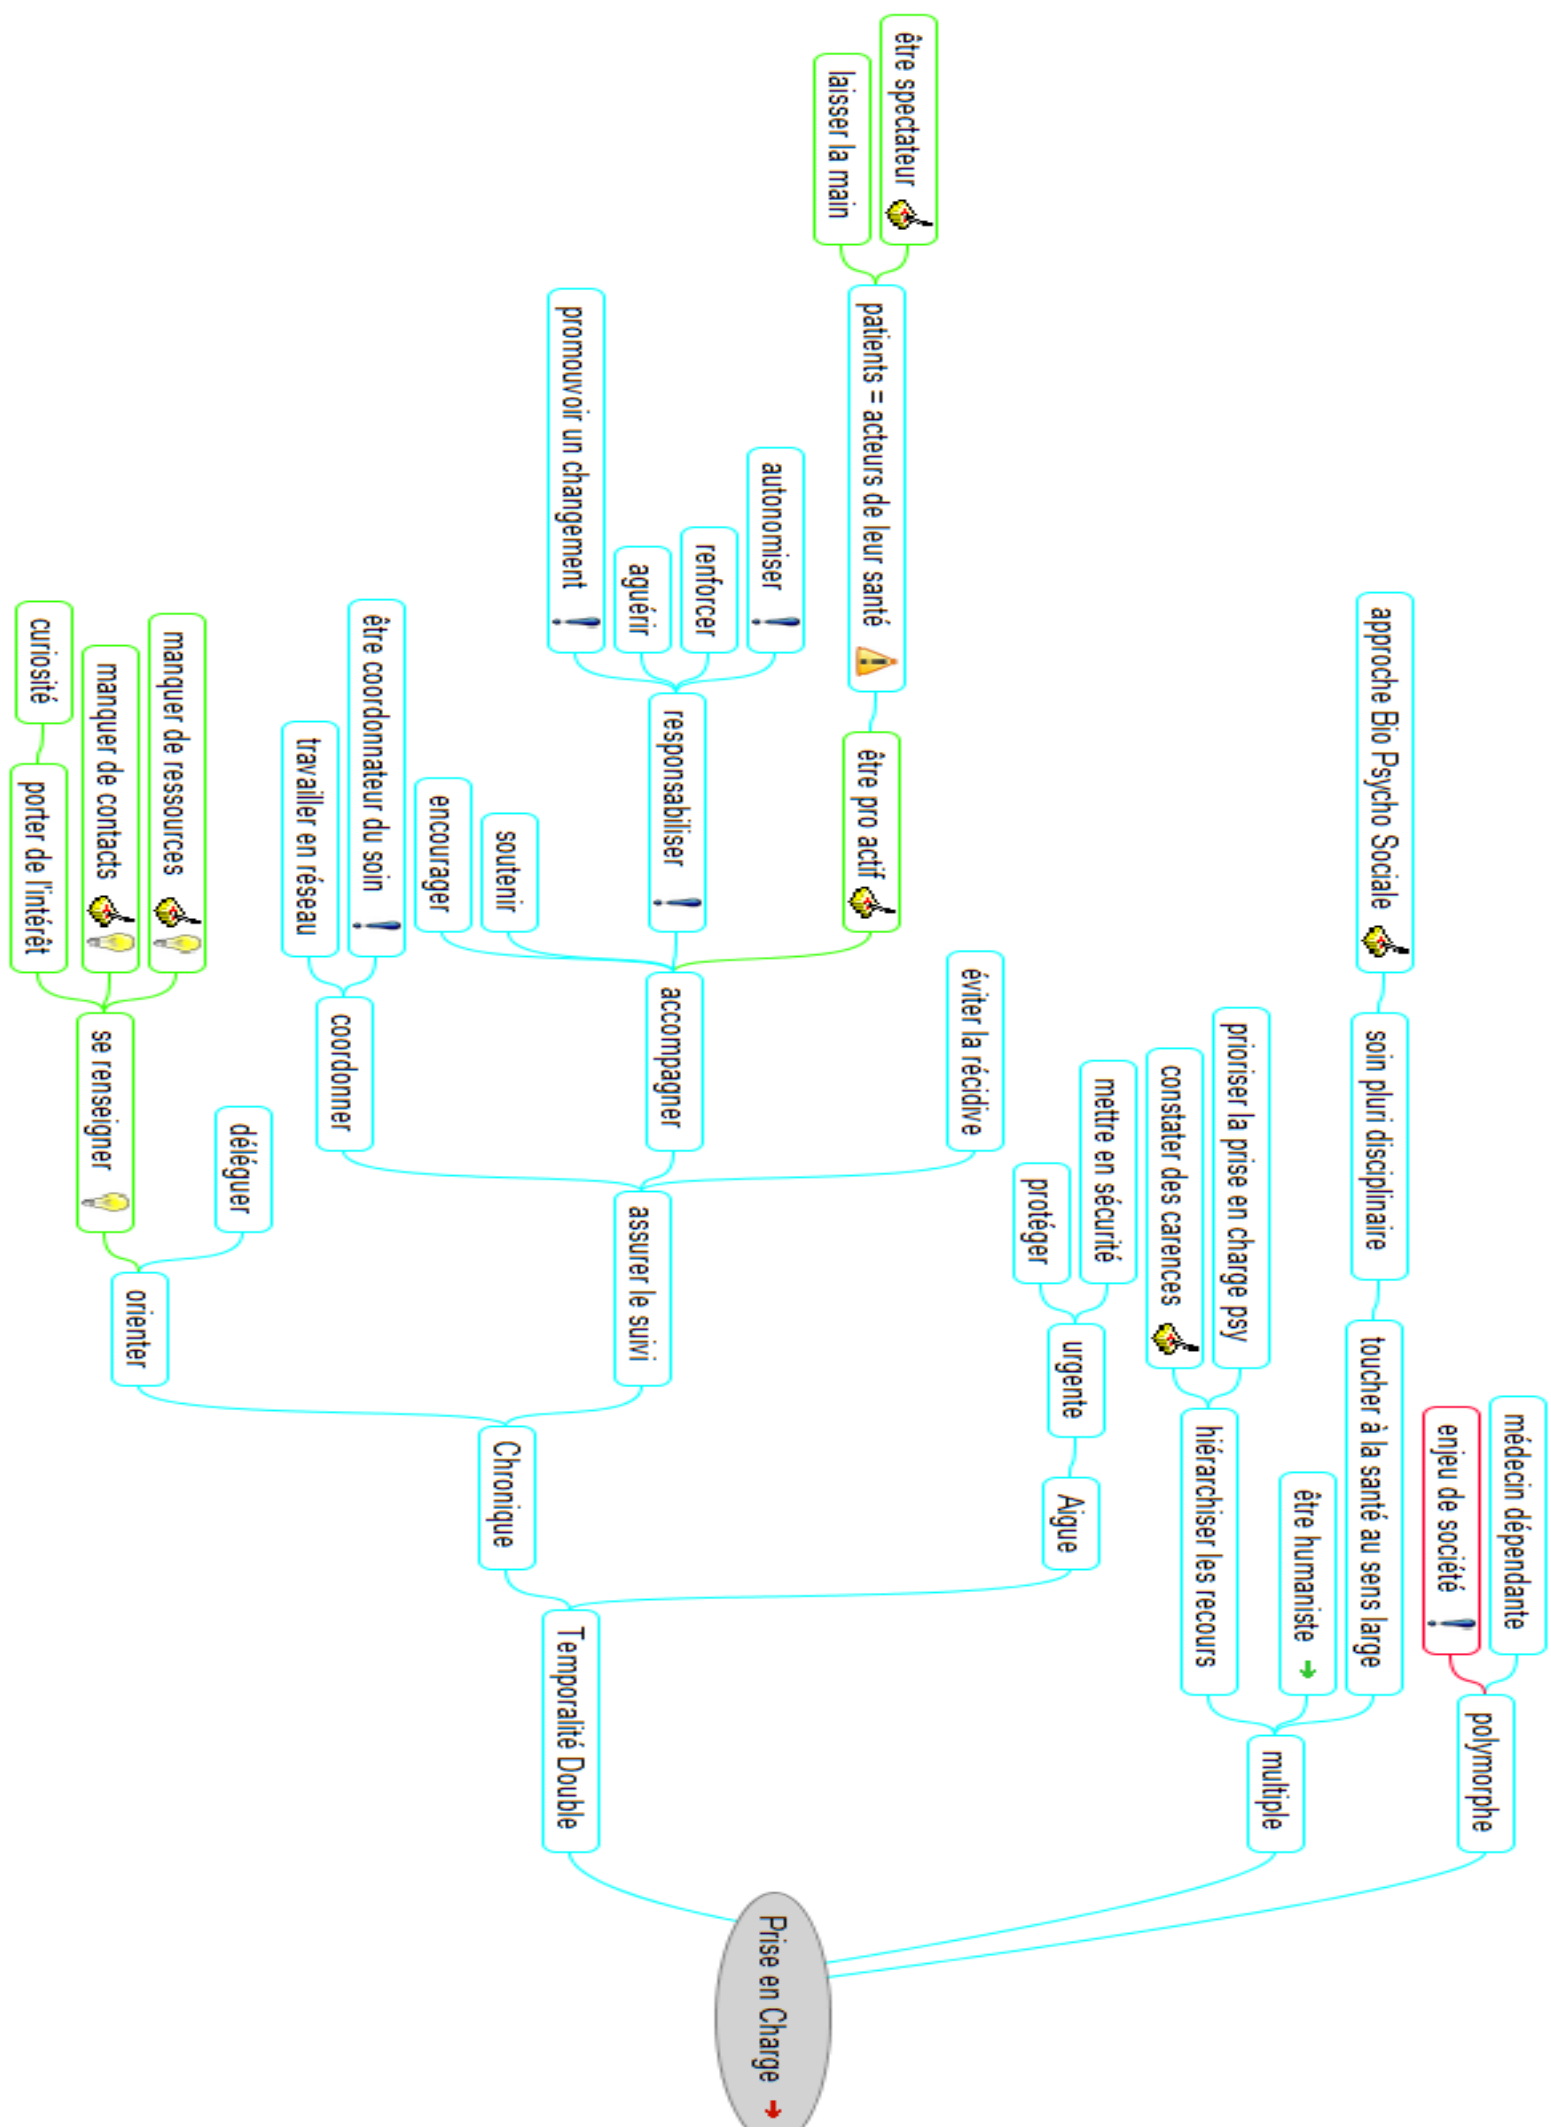 médecin dépendante
enjeu de société
polymorphe
approche Bio Psycho Sociale
soin pluri disciplinaire
toucher à la santé au sens large
être humaniste
prioriser la prise en charge psy
constater des carences
hiérarchiser les recours
multiple
mettre en sécurité
protéger
urgente
Aigue
éviter la récidive
être spectateur
laisser la main
patients = acteurs de leur santé
être pro actif
autonomiser
renforcer
aguérir
promouvoir un changement
responsabiliser
soutenir
encourager
accompagner
être coordonnateur du soin
travailler en réseau
coordonner
assurer le suivi
déléguer
manquer de ressources
manquer de contacts
curiosité
porter de l'intérêt
se renseigner
orienter
Chronique
Temporalité Double
Prise en Charge